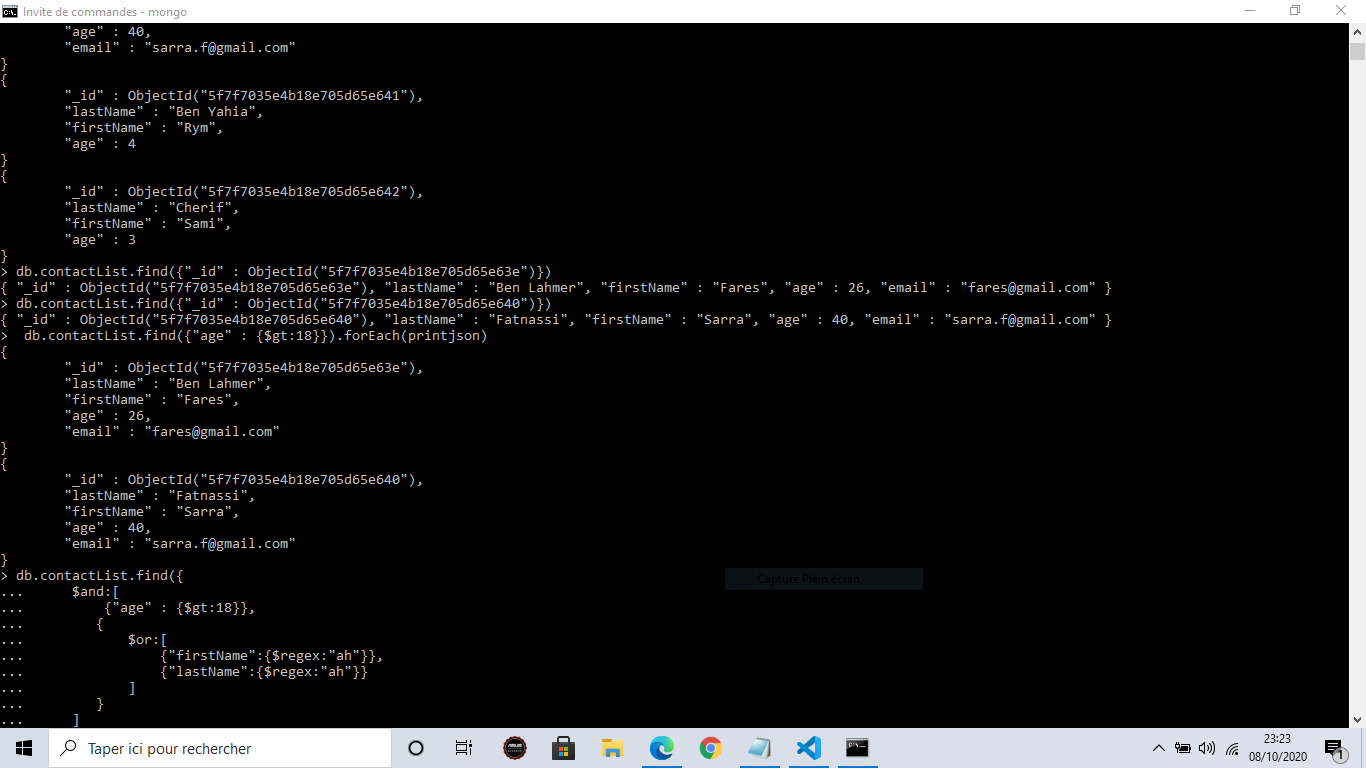 Invite de commandes - mongo
        "age" : 40,
        "email" : "sarra.f@gmail.com"
}
{
        "_id" : ObjectId("5f7f7035e4b18e705d65e641"),
        "lastName" : "Ben Yahia",
        "firstName" : "Rym",
        "age" : 4
}
{
        "_id" : ObjectId("5f7f7035e4b18e705d65e642"),
        "lastName" : "Cherif",
        "firstName" : "Sami",
        "age" : 3
}
> db.contactList.find({"_id" : ObjectId("5f7f7035e4b18e705d65e63e")})
{ "_id" : ObjectId("5f7f7035e4b18e705d65e63e"), "lastName" : "Ben Lahmer", "firstName" : "Fares", "age" : 26, "email" : "fares@gmail.com" }
> db.contactList.find({"_id" : ObjectId("5f7f7035e4b18e705d65e640")})
{ "_id" : ObjectId("5f7f7035e4b18e705d65e640"), "lastName" : "Fatnassi", "firstName" : "Sarra", "age" : 40, "email" : "sarra.f@gmail.com" }
>  db.contactList.find({"age" : {$gt:18}}).forEach(printjson)
{
        "_id" : ObjectId("5f7f7035e4b18e705d65e63e"),
        "lastName" : "Ben Lahmer",
        "firstName" : "Fares",
        "age" : 26,
        "email" : "fares@gmail.com"
}
{
        "_id" : ObjectId("5f7f7035e4b18e705d65e640"),
        "lastName" : "Fatnassi",
        "firstName" : "Sarra",
        "age" : 40,
        "email" : "sarra.f@gmail.com"
}
> db.contactList.find({
...      $and:[
...          {"age" : {$gt:18}},
...         {
...             $or:[
...                 {"firstName":{$regex:"ah"}},
...                 {"lastName":{$regex:"ah"}}
...             ]
...         }
...      ]
Capture Plein écran
Taper ici pour rechercher
23:23
08/10/2020
1